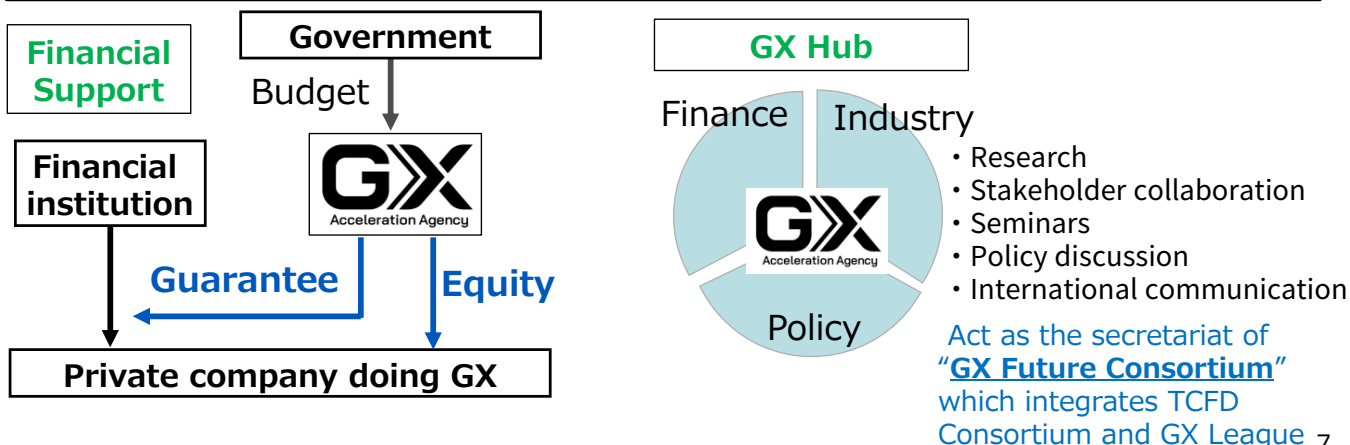 Financial
Support
Government
Budget
GX
Acceleration Agency
Financial
institution
Guarantee
Equity
Private company doing GX
GX Hub
Finance
Industry
GX
Acceleration Agency
Policy
・Research
・Stakeholder collaboration
・Seminars
・Policy discussion
・International communication
Act as the secretariat of
“GX Future Consortium”
which integrates TCFD
Consortium and GX League
7